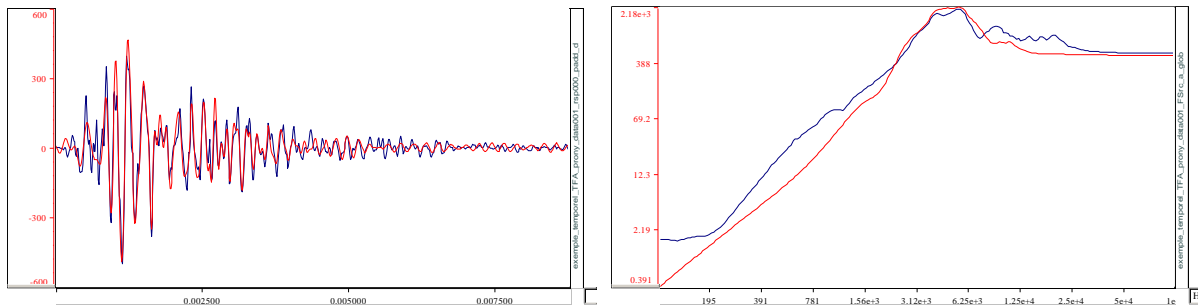 600
300
0
-300
-600
0.002500
0.005000
0.007500
exemple_temporel_TFA_prony_data001_rsp000_padd_d
2.18e+3
388
69.2
12.3
2.19
0.391
195
391
781
1.56e+3
3.12e+3
6.25e+3
1.25e+4
2.5e+4
1e
exemple_temporel_TFA_prony_data001_FSrc_a_glob